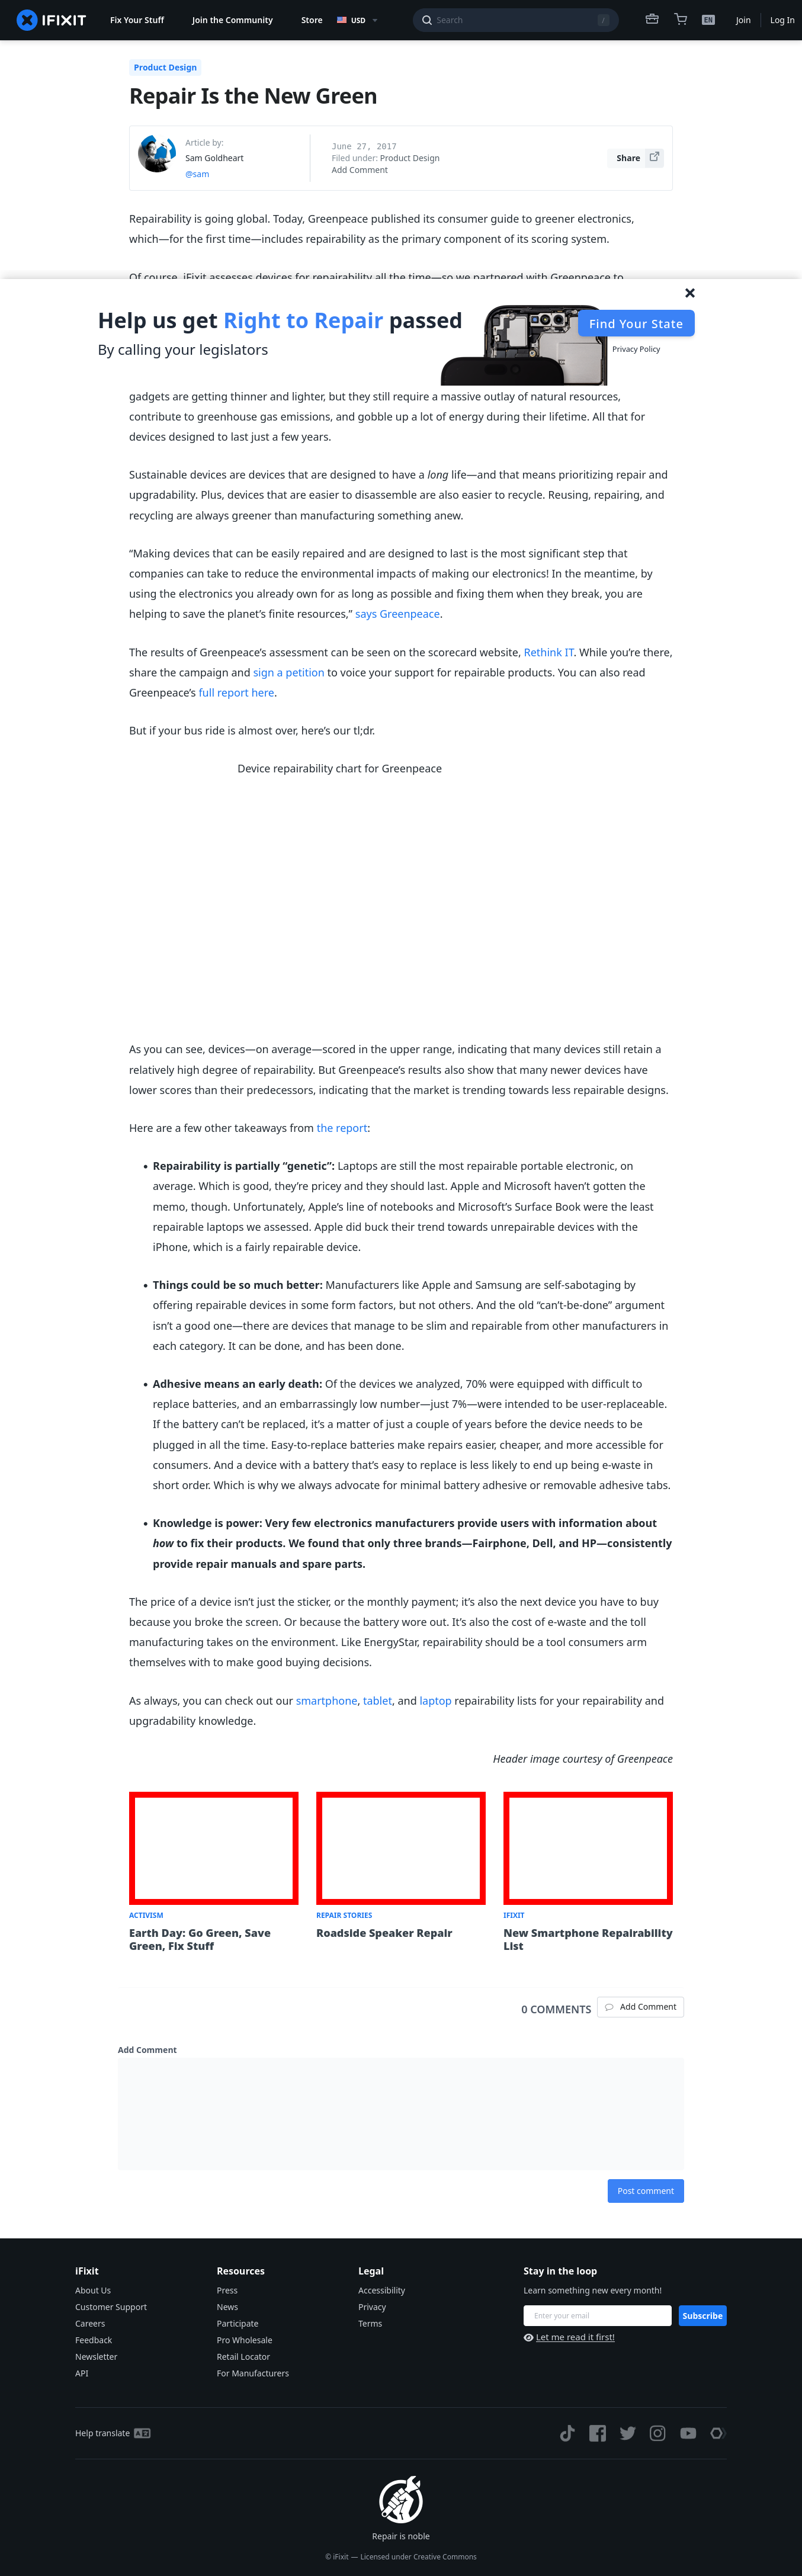 IFIXIT Fix Your Stuff Join the Community Store USD Search / EN Join Log In
Product Design
Repair Is the New Green
Article by:
Sam Goldheart
@sam
June 27, 2017
Filed under: Product Design
Add Comment
Share
Repairability is going global. Today, Greenpeace published its consumer guide to greener electronics,
which—for the first time—includes repairability as the primary component of its scoring system.
Of course, iFixit assesses devices for repairability all the time—so we partnered with Greenpeace to
Help us get Right to Repair passed
By calling your legislators
Find Your State
Privacy Policy
gadgets are getting thinner and lighter, but they still require a massive outlay of natural resources,
contribute to greenhouse gas emissions, and gobble up a lot of energy during their lifetime. All that for
devices designed to last just a few years.
Sustainable devices are devices that are designed to have a long life—and that means prioritizing repair and
upgradability. Plus, devices that are easier to disassemble are also easier to recycle. Reusing, repairing, and
recycling are always greener than manufacturing something anew.
“Making devices that can be easily repaired and are designed to last is the most significant step that
companies can take to reduce the environmental impacts of making our electronics! In the meantime, by
using the electronics you already own for as long as possible and fixing them when they break, you are
helping to save the planet’s finite resources,” says Greenpeace.
The results of Greenpeace’s assessment can be seen on the scorecard website, Rethink IT. While you’re there,
share the campaign and sign a petition to voice your support for repairable products. You can also read
Greenpeace’s full report here.
But if your bus ride is almost over, here’s our tl;dr.
Device repairability chart for Greenpeace
As you can see, devices—on average—scored in the upper range, indicating that many devices still retain a
relatively high degree of repairability. But Greenpeace’s results also show that many newer devices have
lower scores than their predecessors, indicating that the market is trending towards less repairable designs.
Here are a few other takeaways from the report:
• Repairability is partially “genetic”: Laptops are still the most repairable portable electronic, on
average. Which is good, they’re pricey and they should last. Apple and Microsoft haven’t gotten the
memo, though. Unfortunately, Apple’s line of notebooks and Microsoft’s Surface Book were the least
repairable laptops we assessed. Apple did buck their trend towards unrepairable devices with the
iPhone, which is a fairly repairable device.
• Things could be so much better: Manufacturers like Apple and Samsung are self-sabotaging by
offering repairable devices in some form factors, but not others. And the old “can’t-be-done” argument
isn’t a good one—there are devices that manage to be slim and repairable from other manufacturers in
each category. It can be done, and has been done.
• Adhesive means an early death: Of the devices we analyzed, 70% were equipped with difficult to
replace batteries, and an embarrassingly low number—just 7%—were intended to be user-replaceable.
If the battery can’t be replaced, it’s a matter of just a couple of years before the device needs to be
plugged in all the time. Easy-to-replace batteries make repairs easier, cheaper, and more accessible for
consumers. And a device with a battery that’s easy to replace is less likely to end up being e-waste in
short order. Which is why we always advocate for minimal battery adhesive or removable adhesive tabs.
• Knowledge is power: Very few electronics manufacturers provide users with information about
how to fix their products. We found that only three brands—Fairphone, Dell, and HP—consistently
provide repair manuals and spare parts.
The price of a device isn’t just the sticker, or the monthly payment; it’s also the next device you have to buy
because you broke the screen. Or because the battery wore out. It’s also the cost of e-waste and the toll
manufacturing takes on the environment. Like EnergyStar, repairability should be a tool consumers arm
themselves with to make good buying decisions.
As always, you can check out our smartphone, tablet, and laptop repairability lists for your repairability and
upgradability knowledge.
Header image courtesy of Greenpeace
ACTIVISM
Earth Day: Go Green, Save
Green, Fix Stuff
REPAIR STORIES
Roadside Speaker Repair
IFIXIT
New Smartphone Repairability
List
0 COMMENTS
Add Comment
Add Comment
Post comment
iFixit
About Us
Customer Support
Careers
Feedback
Newsletter
API
Resources
Press
News
Participate
Pro Wholesale
Retail Locator
For Manufacturers
Legal
Accessibility
Privacy
Terms
Stay in the loop
Learn something new every month!
Enter your email
Subscribe
Let me read it first!
Help translate
Repair is noble
© iFixit — Licensed under Creative Commons